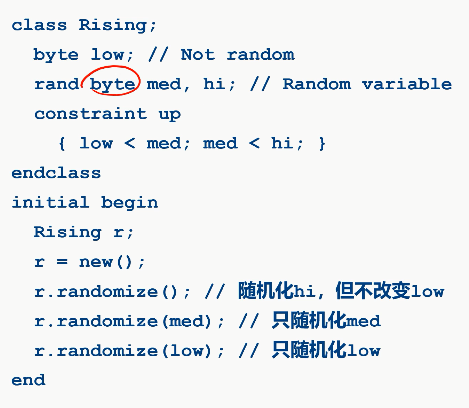 class Rising;
byte low; // Not random
rand byte med, hi; // Random variable
constraint up
{ low < med; med < hi; }
endclass
initial begin
Rising r;
r = new();
r.randomize(); // 随机化hi, 但不改变low
r.randomize(med); // 只随机化med
r.randomize(low); // 只随机化low
end